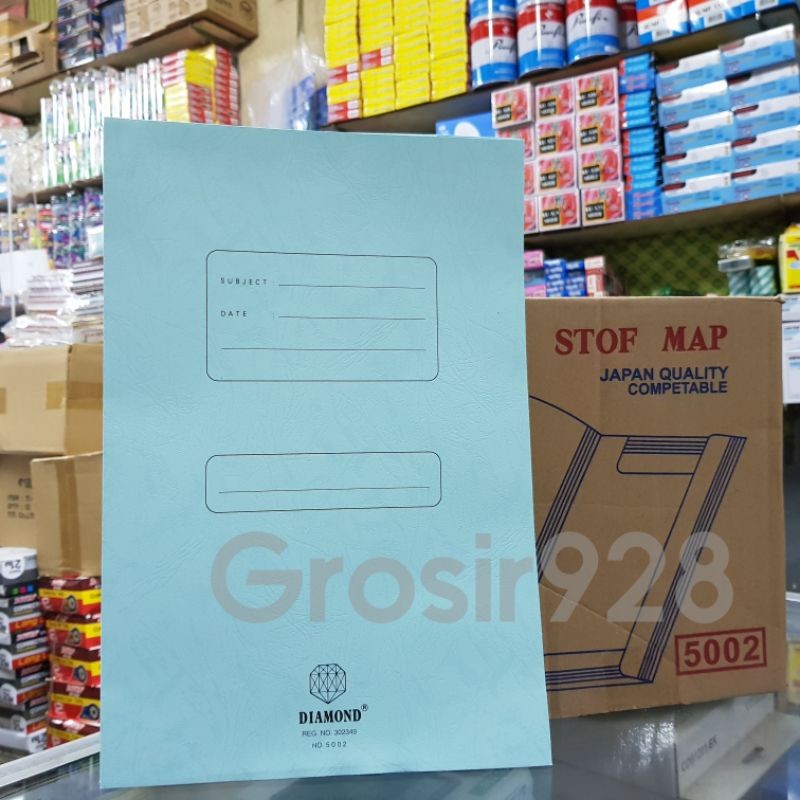 SUBJECT :
DATE :
DIAMOND®
REG. NO. 302349
NO. 5002
STOF MAP
JAPAN QUALITY
COMPETABLE
5002
Grosir928